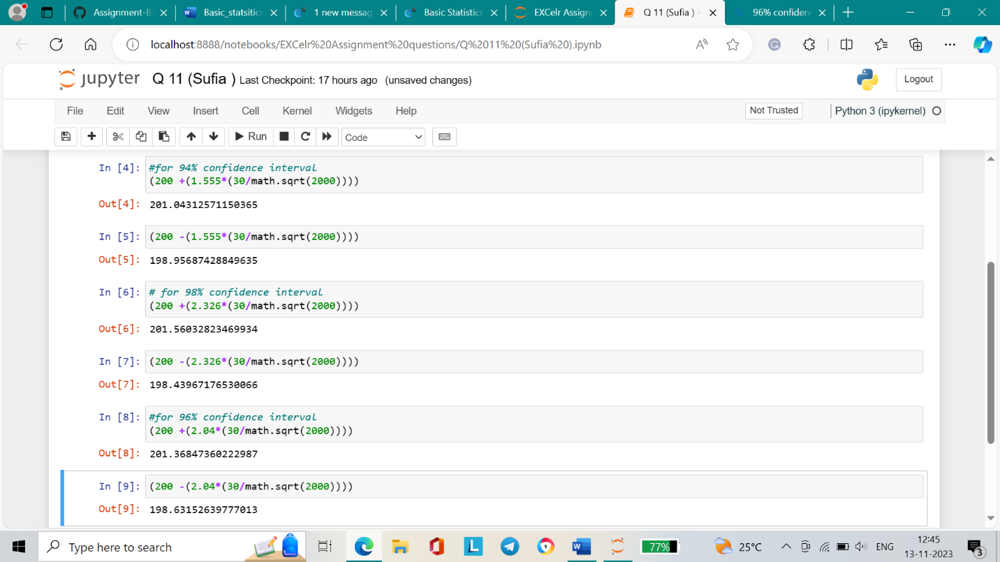 Assignment-B
Basic_statsitics
1 new messag
Basic Statistics
EXCelr Assign
Q 11 (Sufia ) -
96% confiden
localhost:8888/notebooks/EXCelr%20Assignment%20questions/Q%2011%20(Sufia%20).ipynb
jupyter Q 11 (Sufia ) Last Checkpoint: 17 hours ago (unsaved changes)
Logout
File Edit View Insert Cell Kernel Widgets Help
Not Trusted
Python 3 (ipykernel)
Run
Code
In [4]: #for 94% confidence interval
(200 +(1.555*(30/math.sqrt(2000))))
Out[4]: 201.04312571150365
In [5]: (200 -(1.555*(30/math.sqrt(2000))))
Out[5]: 198.95687428849635
In [6]: # for 98% confidence interval
(200 +(2.326*(30/math.sqrt(2000))))
Out[6]: 201.56032823469934
In [7]: (200 -(2.326*(30/math.sqrt(2000))))
Out[7]: 198.43967176530066
In [8]: #for 96% confidence interval
(200 +(2.04*(30/math.sqrt(2000))))
Out[8]: 201.36847360222987
In [9]: (200 -(2.04*(30/math.sqrt(2000))))
Out[9]: 198.63152639777013
Type here to search
77%
25°C
ENG
12:45
13-11-2023
3